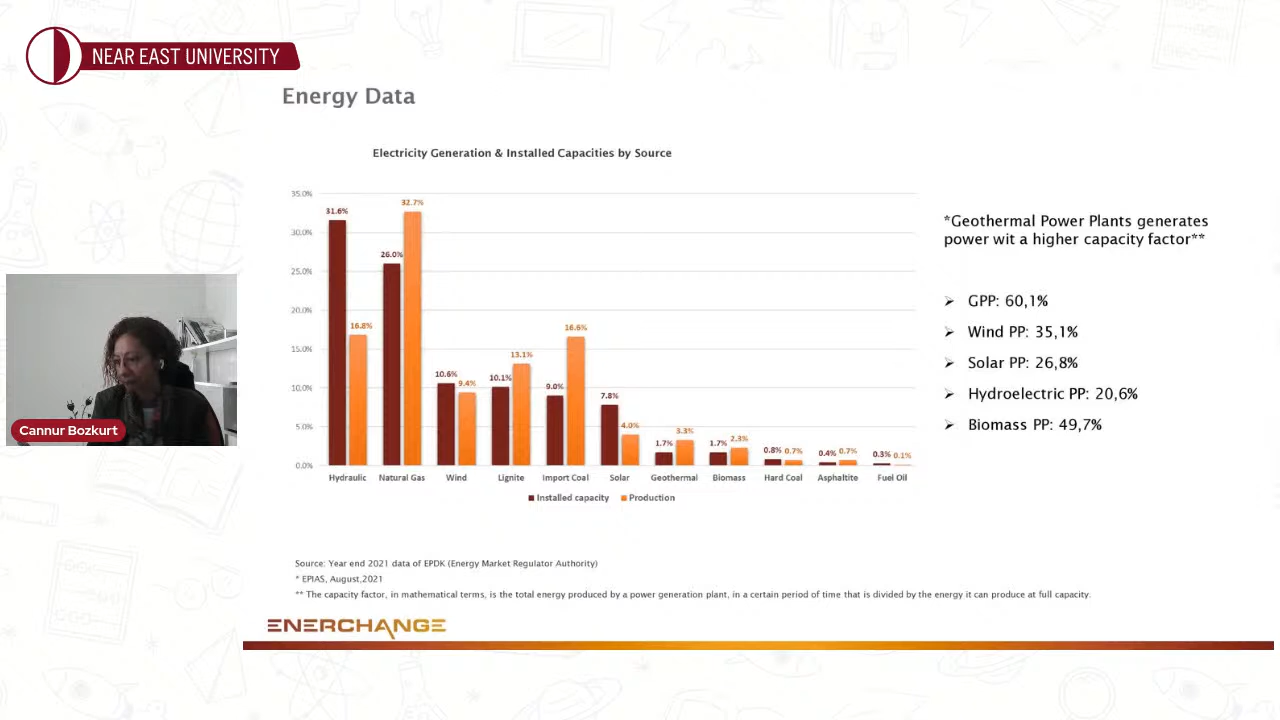 NEAR EAST UNIVERSITY
Energy Data
Electricity Generation & Installed Capacities by Source
35.0%
30.0%
25.0%
20.0%
15.0%
10.0%
5.0%
0.0%
31.6% 16.8%
26.0% 32.7%
10.6% 9.4%
10.1% 13.1%
9.0% 16.6%
7.8% 4.0%
1.7% 3.3%
1.7% 2.3%
0.8% 0.7%
0.4% 0.7%
0.3% 0.1%
Hydraulic Natural Gas Wind Lignite Import Coal Solar Geothermal Biomass Hard Coal Asphaltite Fuel Oil
Installed capacity Production
*Geothermal Power Plants generates
power wit a higher capacity factor**
GPP: 60,1%
Wind PP: 35,1%
Solar PP: 26,8%
Hydroelectric PP: 20,6%
Biomass PP: 49,7%
Cannur Bozkurt
Source: Year end 2021 data of EPDK (Energy Market Regulator Authority)
* EPIAS, August,2021
** The capacity factor, in mathematical terms, is the total energy produced by a power generation plant, in a certain period of time that is divided by the energy it can produce at full capacity.
ENERCHANGE